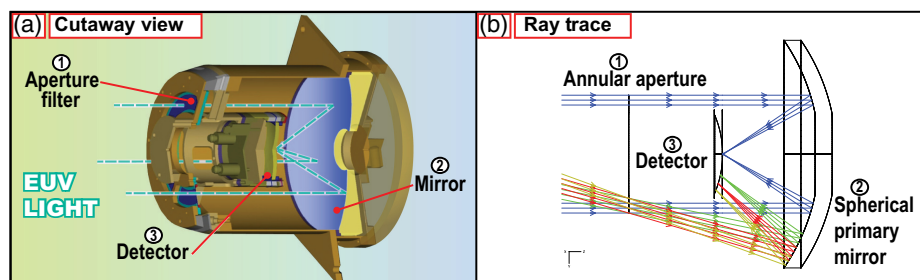 (a) Cutaway view
①
Aperture
filter
EUV
LIGHT
②
Mirror
③
Detector
(b) Ray trace
①
Annular aperture
③
Detector
②
Spherical
primary
mirror